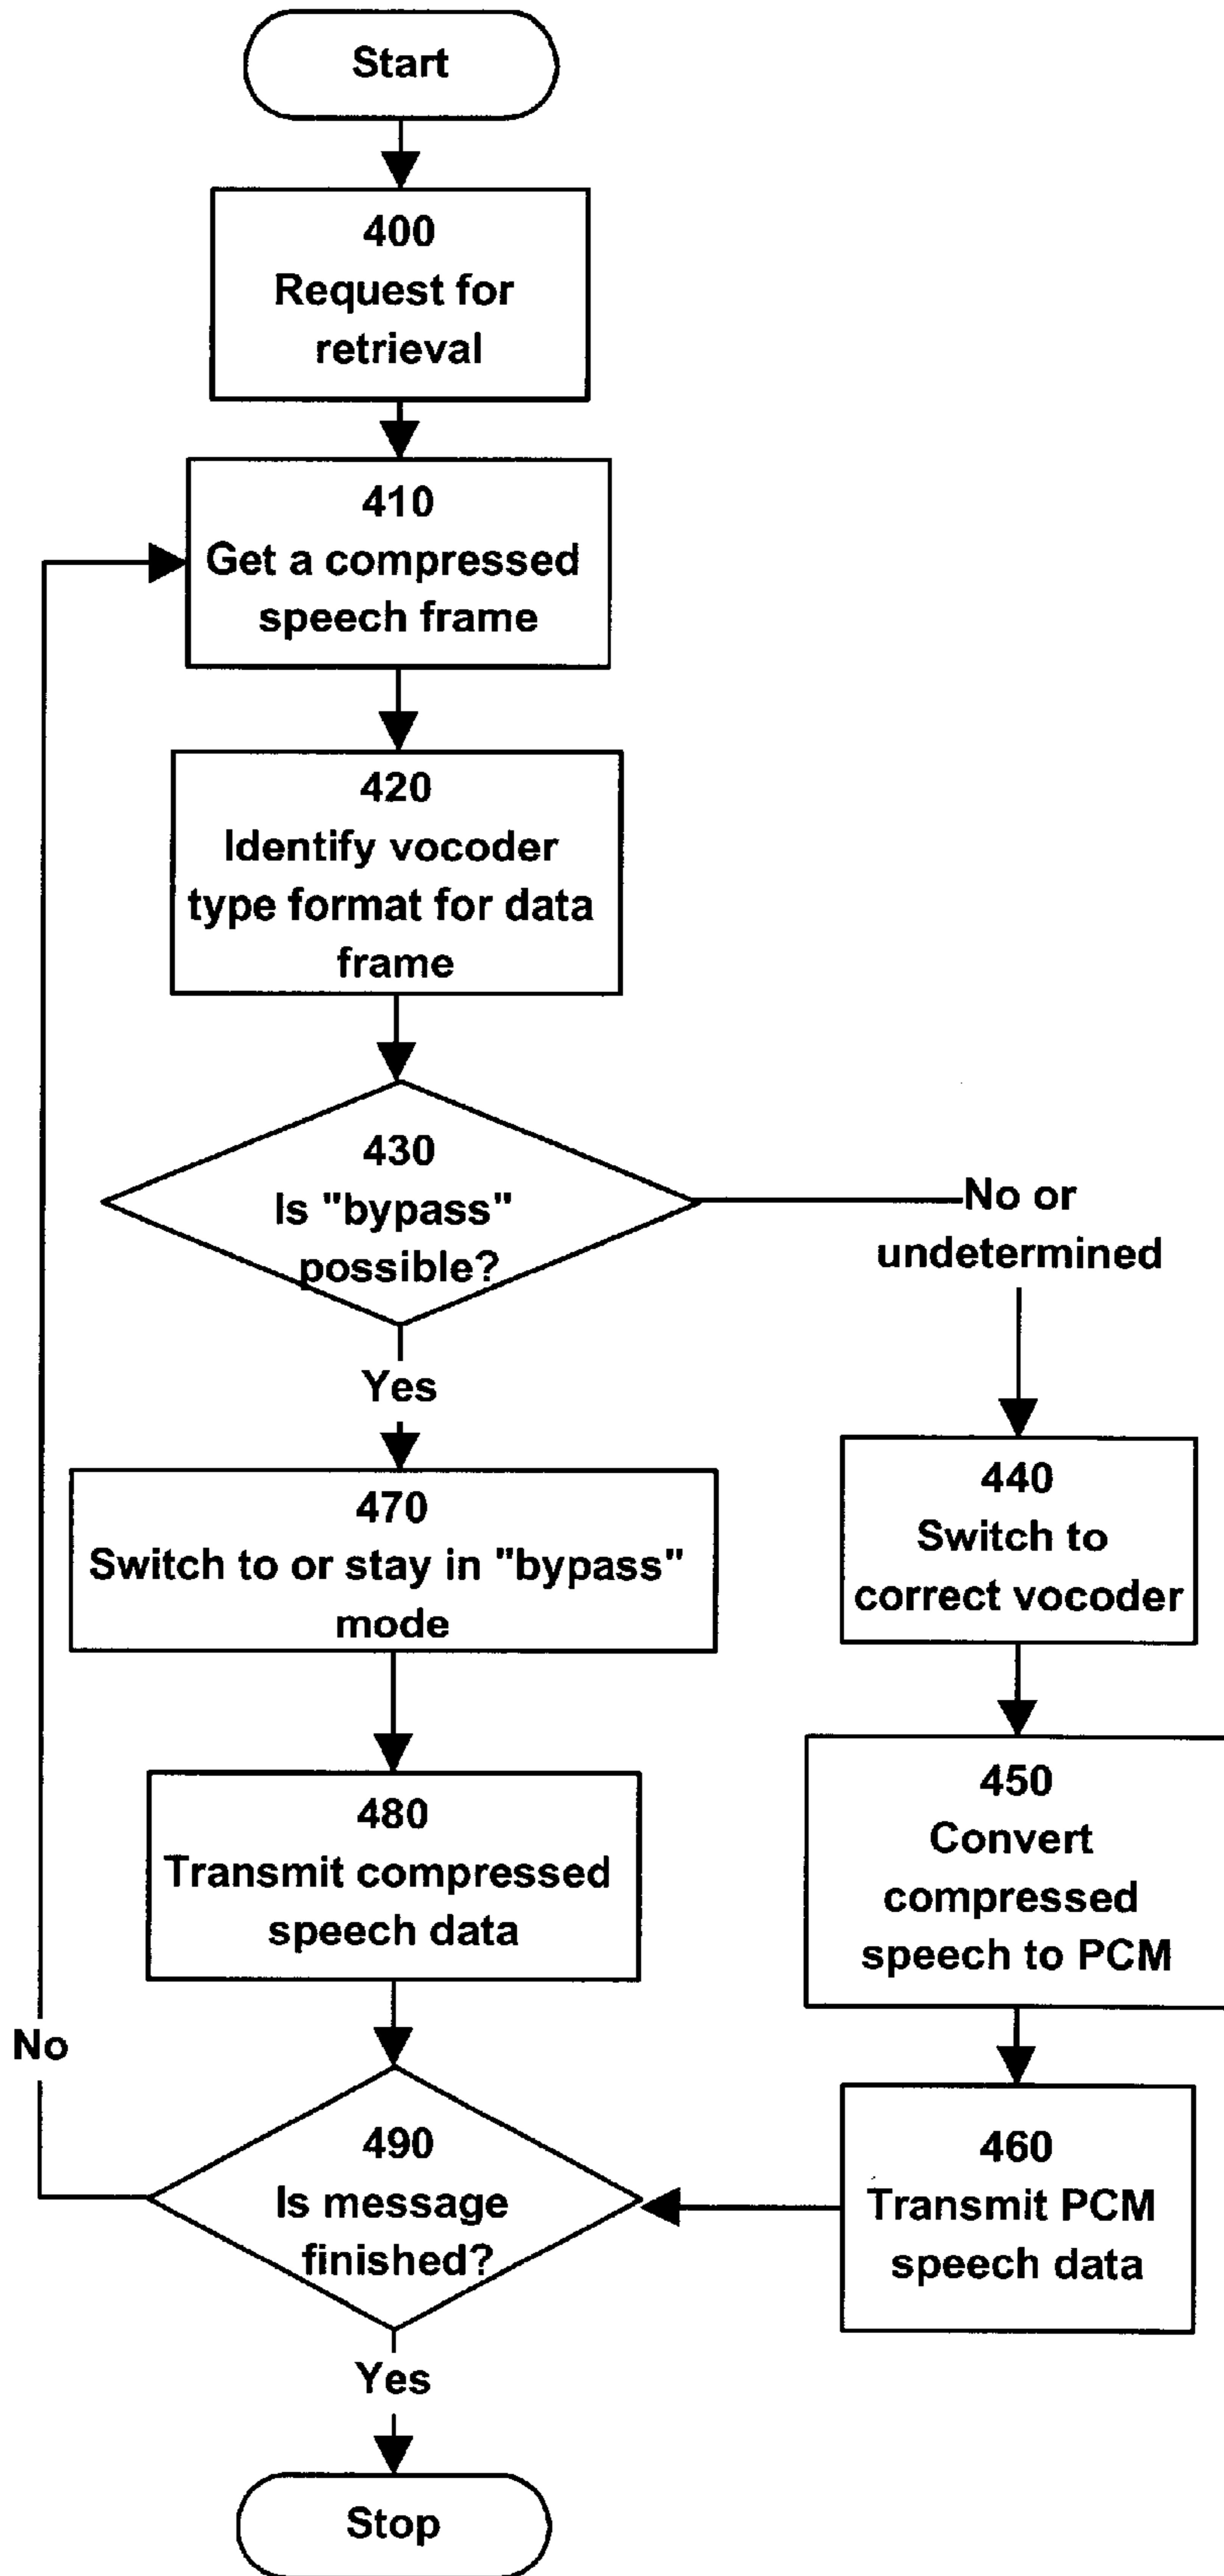 Start
400
Request for
retrieval
410
Get a compressed
speech frame
420
Identify vocoder
type format for data
frame
430
Is "bypass"
possible?
No or
undetermined
Yes
470
Switch to or stay in "bypass"
mode
440
Switch to
correct vocoder
480
Transmit compressed
speech data
450
Convert
compressed
speech to PCM
No
490
Is message
finished?
460
Transmit PCM
speech data
Yes
Stop